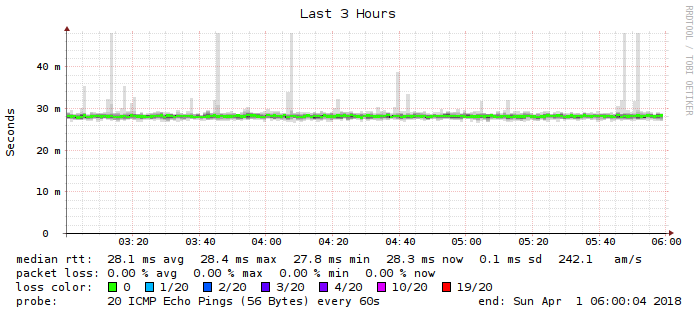 Last 3 Hours
RRDTOOL / TOBI OETIKER
Seconds
40 m
30 m
20 m
10 m
0
03:20 03:40 04:00 04:20 04:40 05:00 05:20 05:40 06:00
median rtt: 28.1 ms avg 28.4 ms max 27.8 ms min 28.3 ms now 0.1 ms sd 242.1 am/s
packet loss: 0.00 % avg 0.00 % max 0.00 % min 0.00 % now
loss color: 0 1/20 2/20 3/20 4/20 10/20 19/20
probe: 20 ICMP Echo Pings (56 Bytes) every 60s end: Sun Apr 1 06:00:04 2018